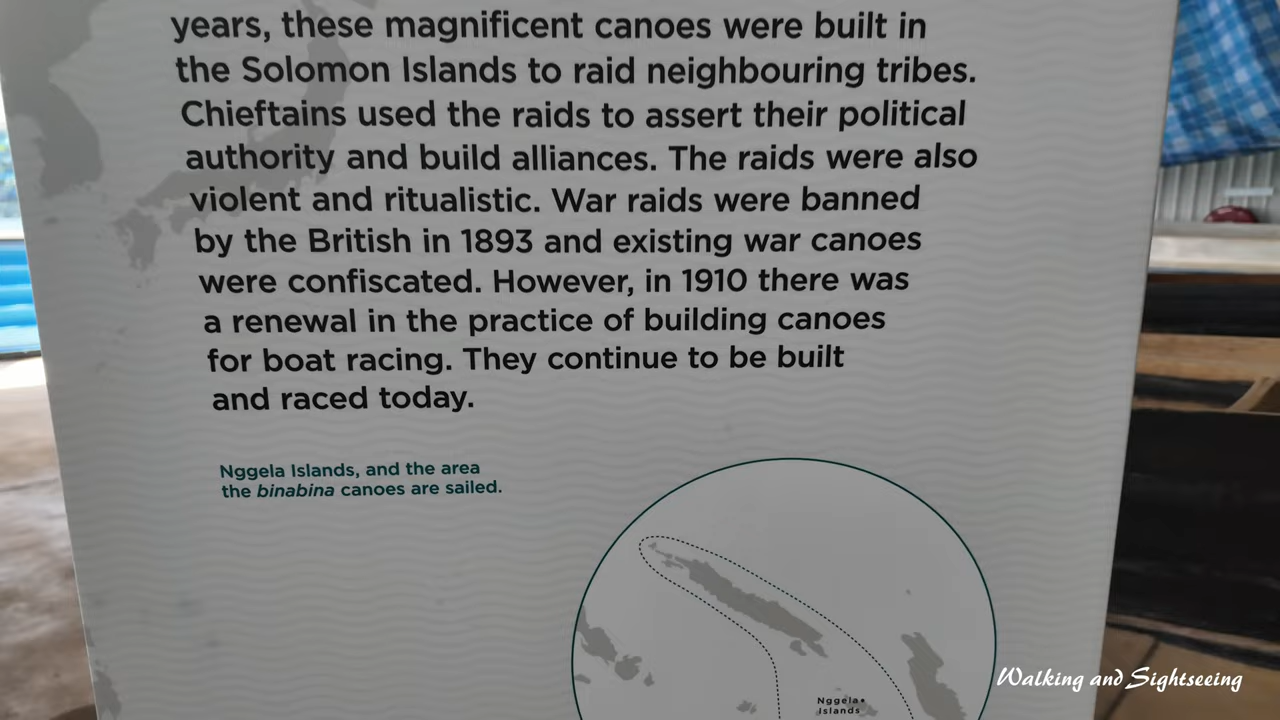 years, these magnificent canoes were built in
the Solomon Islands to raid neighbouring tribes.
Chieftains used the raids to assert their political
authority and build alliances. The raids were also
violent and ritualistic. War raids were banned
by the British in 1893 and existing war canoes
were confiscated. However, in 1910 there was
a renewal in the practice of building canoes
for boat racing. They continue to be built
and raced today.
Nggela Islands, and the area
the binabina canoes are sailed.
Nggela
Islands
Walking and Sightseeing